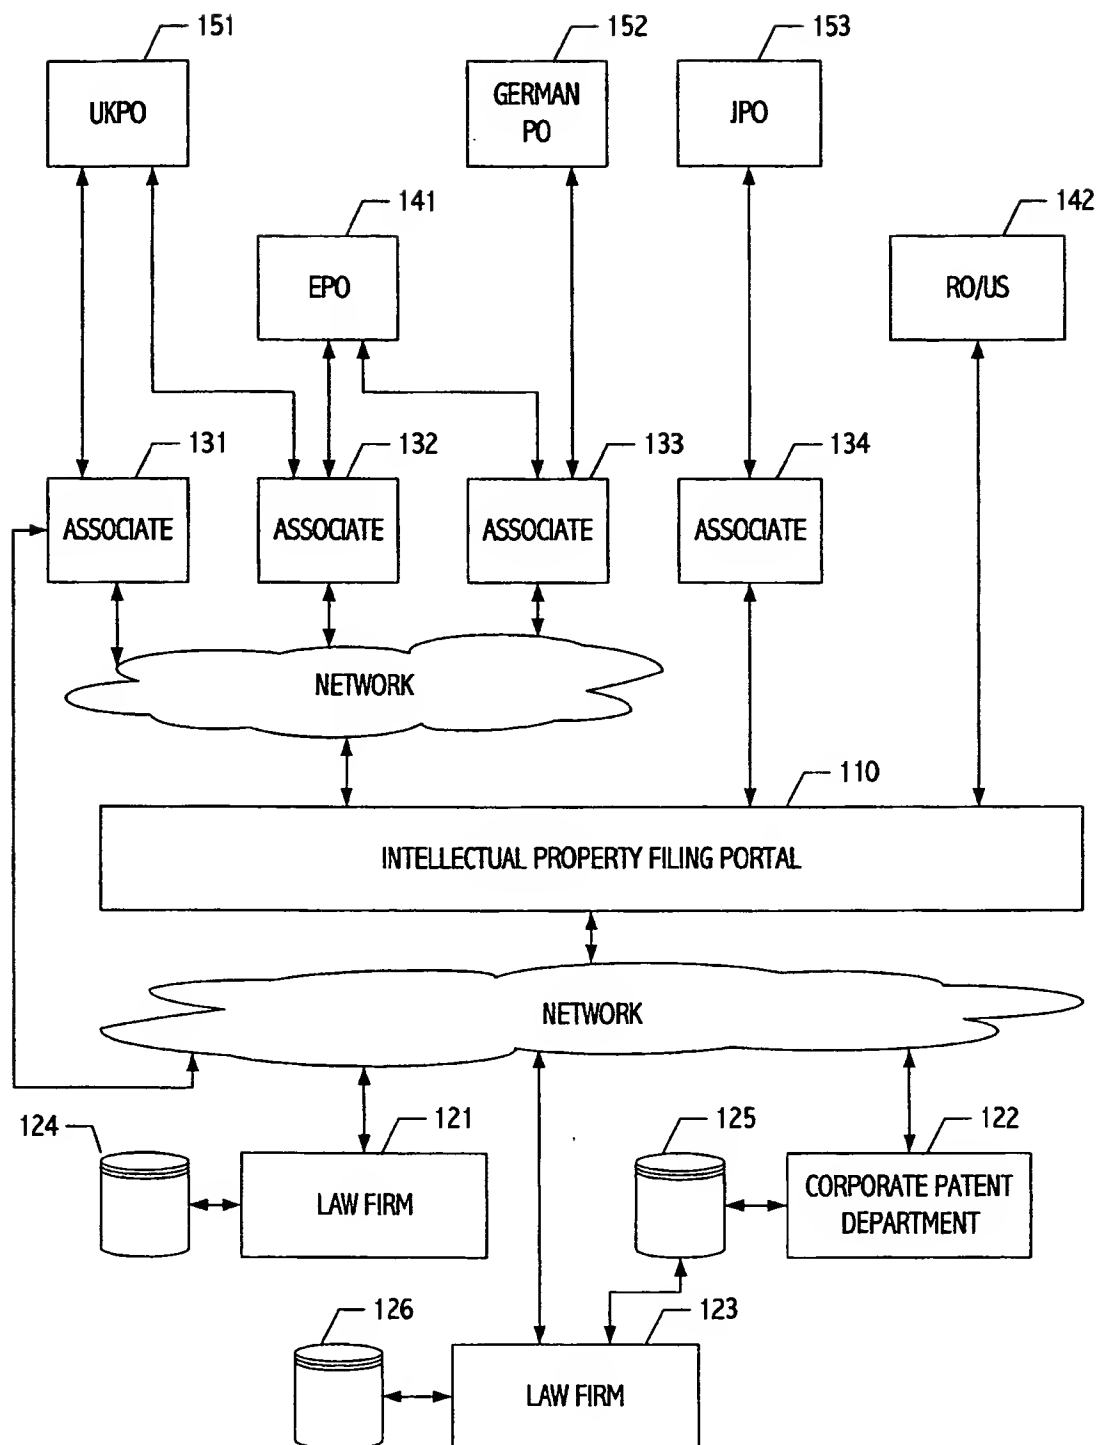 151
152
153
UKPO
GERMAN
PO
JPO
141
142
EPO
RO/US
131
132
133
134
ASSOCIATE
ASSOCIATE
ASSOCIATE
ASSOCIATE
NETWORK
110
INTELLECTUAL PROPERTY FILING PORTAL
NETWORK
124
121
125
122
LAW FIRM
CORPORATE PATENT
DEPARTMENT
126
123
LAW FIRM